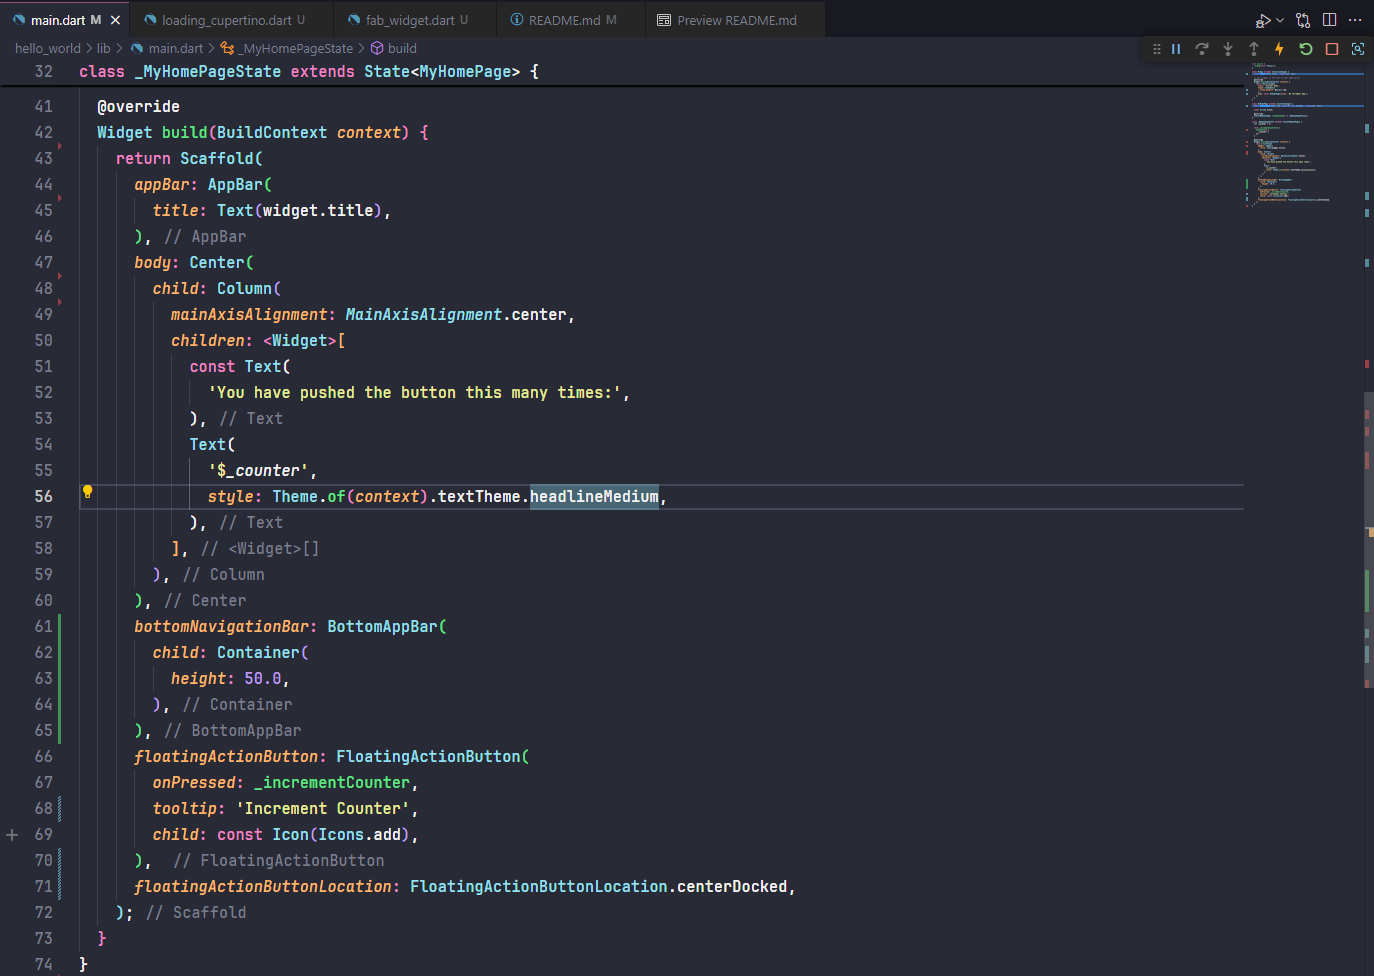 main.dart M
loading_cupertino.dart U
fab_widget.dart U
README.md M
Preview README.md
hello_world > lib > main.dart > _MyHomePageState > build
32 class _MyHomePageState extends State<MyHomePage> {
41 @override
42 Widget build(BuildContext context) {
43 return Scaffold(
44 appBar: AppBar(
45 title: Text(widget.title),
46 ), // AppBar
47 body: Center(
48 child: Column(
49 mainAxisAlignment: MainAxisAlignment.center,
50 children: <Widget>[
51 const Text(
52 'You have pushed the button this many times:',
53 ), // Text
54 Text(
55 '$_counter',
56 style: Theme.of(context).textTheme.headlineMedium,
57 ), // Text
58 ], // <Widget>[]
59 ), // Column
60 ), // Center
61 bottomNavigationBar: BottomAppBar(
62 child: Container(
63 height: 50.0,
64 ), // Container
65 ), // BottomAppBar
66 floatingActionButton: FloatingActionButton(
67 onPressed: _incrementCounter,
68 tooltip: 'Increment Counter',
69 child: const Icon(Icons.add),
70 ),  // FloatingActionButton
71 floatingActionButtonLocation: FloatingActionButtonLocation.centerDocked,
72 ); // Scaffold
73 }
74 }